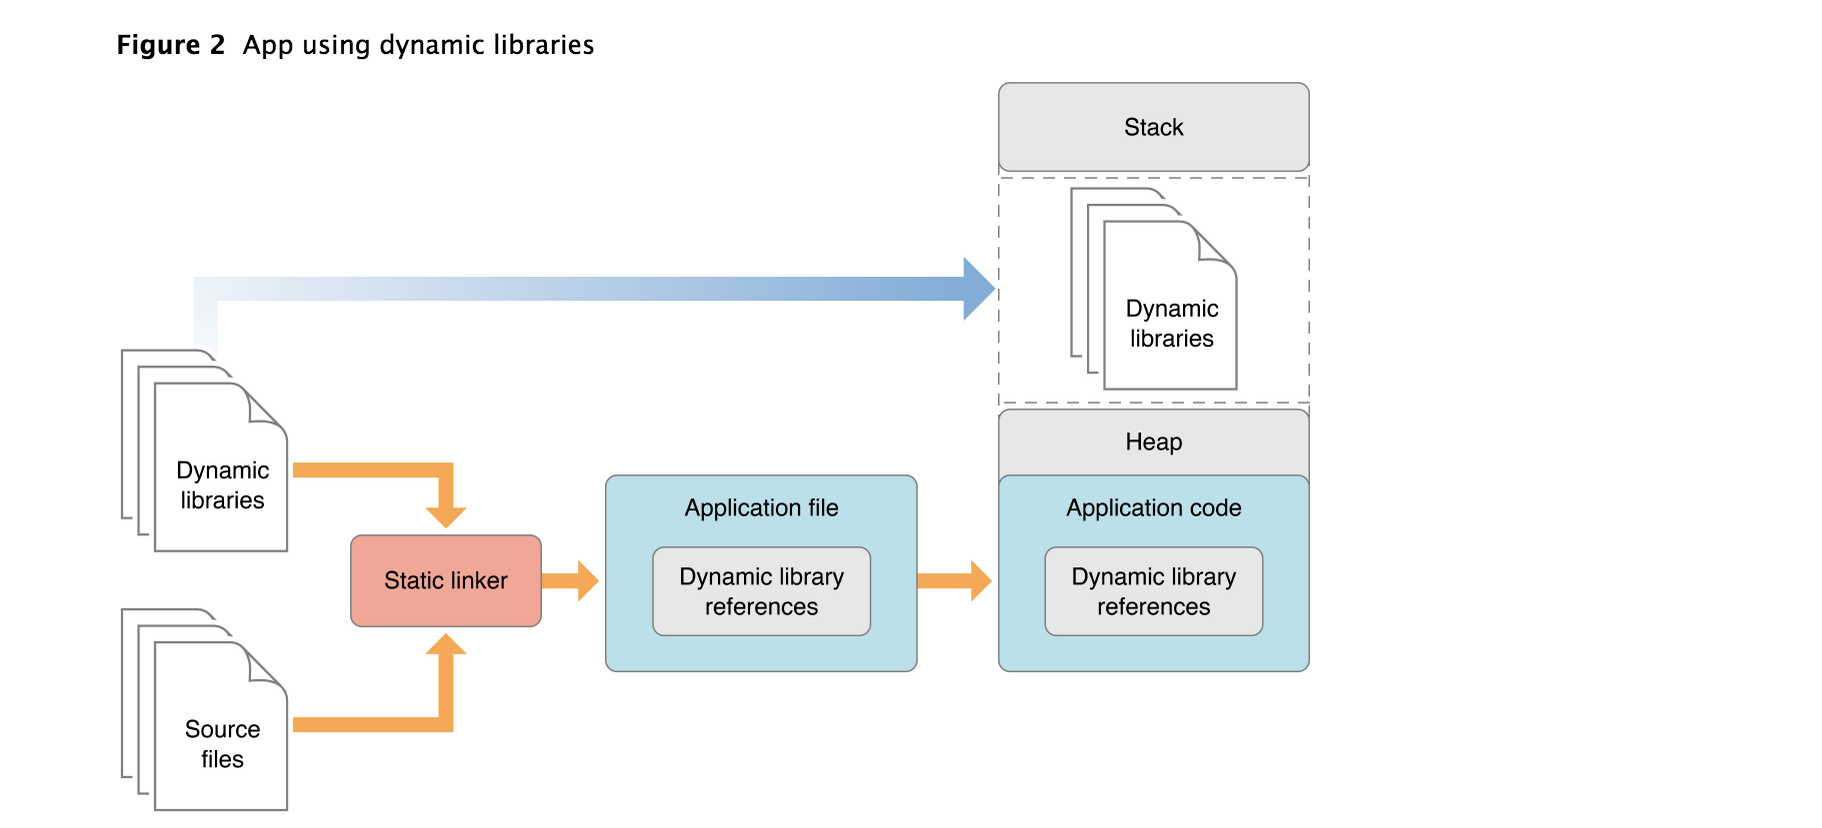 Figure 2 App using dynamic libraries
Stack
Dynamic
libraries
Heap
Dynamic
libraries
Application file
Application code
Static linker
Dynamic library
references
Dynamic library
references
Source
files